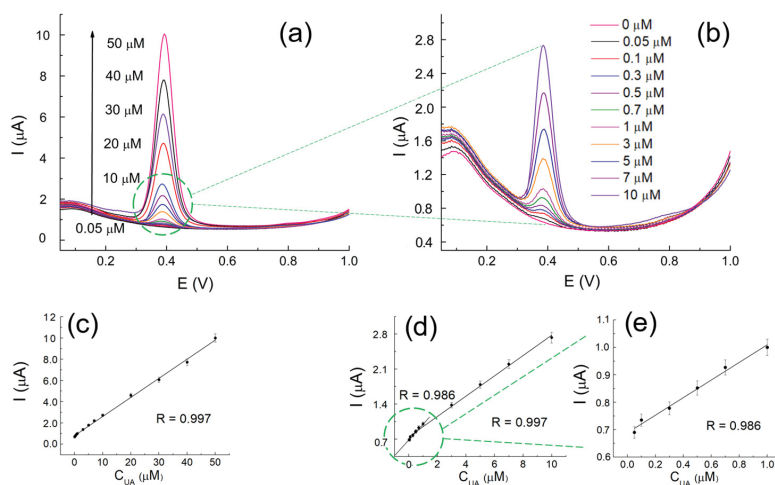 (a)
I (μA)
10
8
6
4
2
0
50 μM
40 μM
30 μM
20 μM
10 μM
0.05 μM
0.2
0.4
0.6
0.8
1.0
E (V)
(b)
I (μA)
2.8
2.4
2.0
1.6
1.2
0.8
0.4
0 μM
0.05 μM
0.1 μM
0.3 μM
0.5 μM
0.7 μM
1 μM
3 μM
5 μM
7 μM
10 μM
0.2
0.4
0.6
0.8
1.0
E (V)
(c)
I (μA)
12.0
10.0
8.0
6.0
4.0
2.0
0.0
R = 0.997
0
10
20
30
40
50
C_UA (μM)
(d)
I (μA)
2.8
2.1
1.4
0.7
R = 0.986
R = 0.997
0
2
4
6
8
10
C_UA (μM)
(e)
I (μA)
1.1
1.0
0.9
0.8
0.7
0.6
R = 0.986
0.0
0.2
0.4
0.6
0.8
1.0
C_UA (μM)